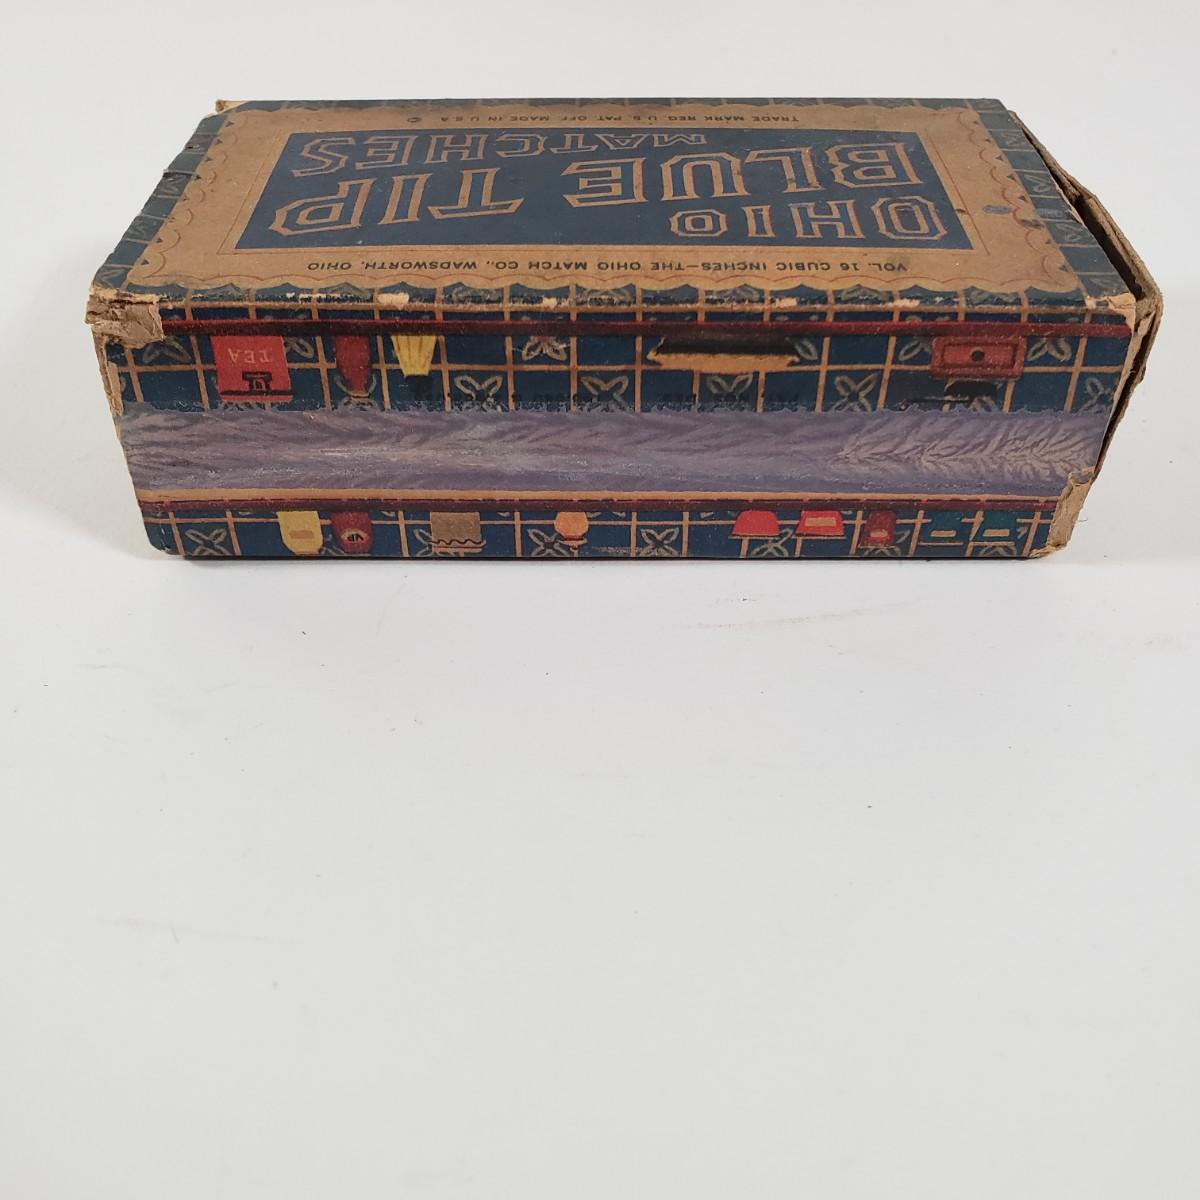 OHIO
BLUE TIP
MATCHES
TRADE MARK REG. U.S. PAT. OFF. MADE IN U.S.A.
VOL. 16 CUBIC INCHES—THE OHIO MATCH CO., WADSWORTH, OHIO
TEA